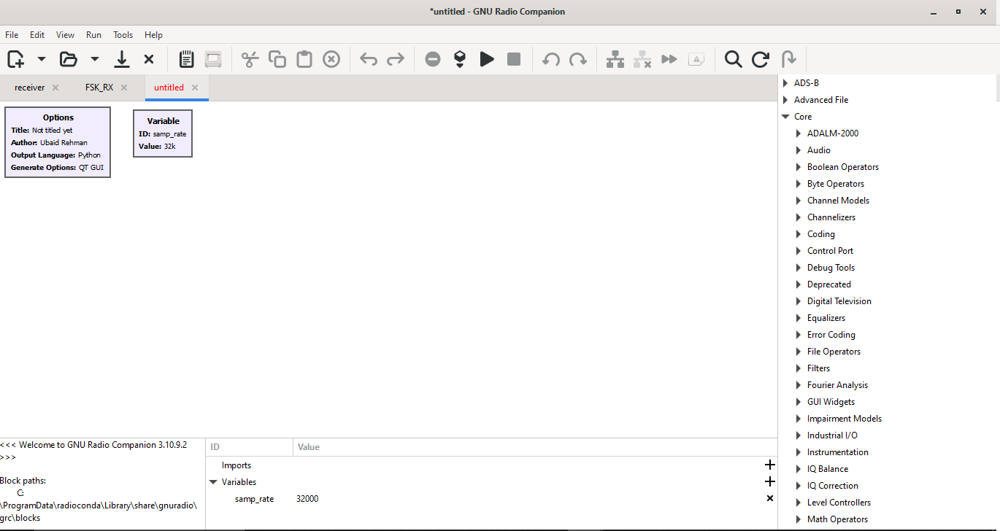 *untitled - GNU Radio Companion
File Edit View Run Tools Help
receiver FSK_RX untitled
Options
Title: Not titled yet
Author: Ubaid Rehman
Output Language: Python
Generate Options: QT GUI
Variable
ID: samp_rate
Value: 32k
<<< Welcome to GNU Radio Companion 3.10.9.2
>>>
Block paths:
C:
\ProgramData\radioconda\Library\share\gnuradio\
grc\blocks
ID Value
Imports
Variables
samp_rate 32000
ADS-B
Advanced File
Core
ADALM-2000
Audio
Boolean Operators
Byte Operators
Channel Models
Channelizers
Coding
Control Port
Debug Tools
Deprecated
Digital Television
Equalizers
Error Coding
File Operators
Filters
Fourier Analysis
GUI Widgets
Impairment Models
Industrial I/O
Instrumentation
IQ Balance
IQ Correction
Level Controllers
Math Operators